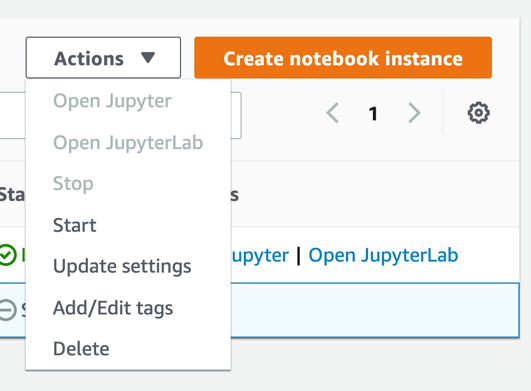 Actions
Create notebook instance
Open Jupyter
1
Open JupyterLab
Stop
Start
upyter | Open JupyterLab
Update settings
Add/Edit tags
Delete